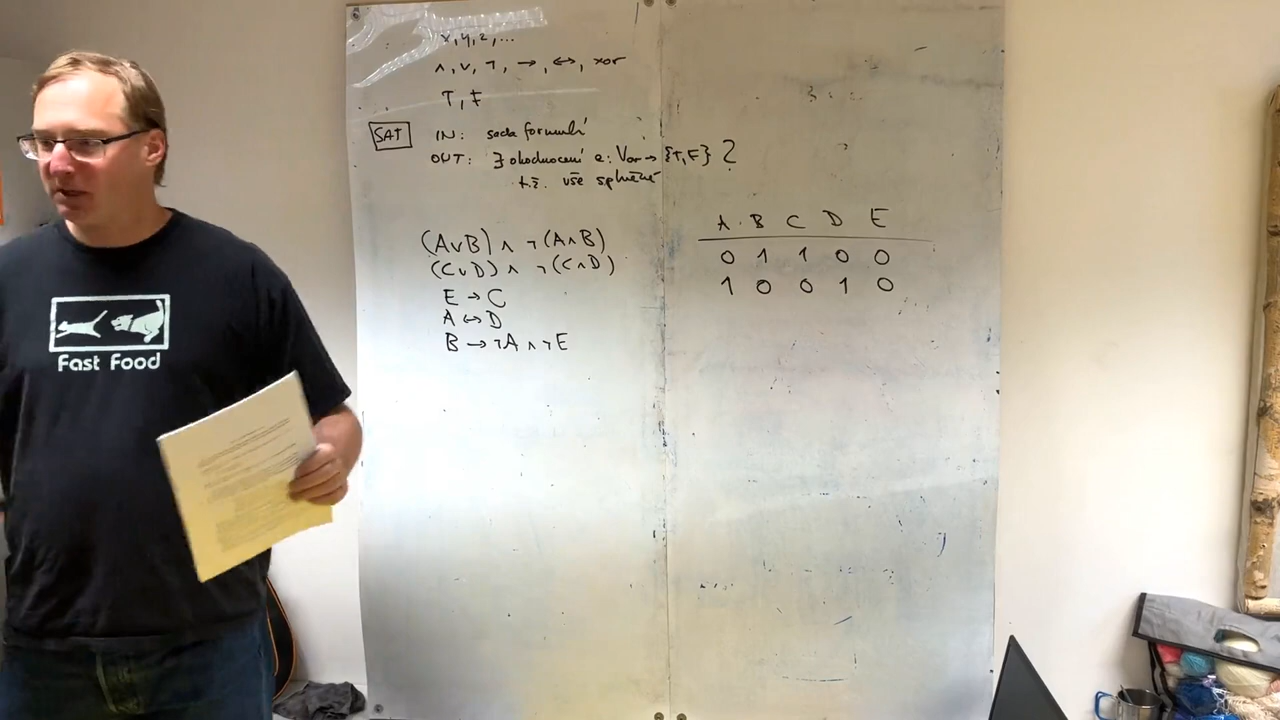 x, y, z, ...
∧, ∨, ¬, →, ↔, xor
T, F
SAT IN: sada formulí
OUT: ∃ ohodnocení e: Var → {T, F} ?
t.ž. vše splněné
(A∨B) ∧ ¬(A∧B)
(C∨D) ∧ ¬(C∧D)
E → C
A ↔ D
B → ¬A ∧ ¬E
A B C D E
0 1 1 0 0
1 0 0 1 0
Fast Food